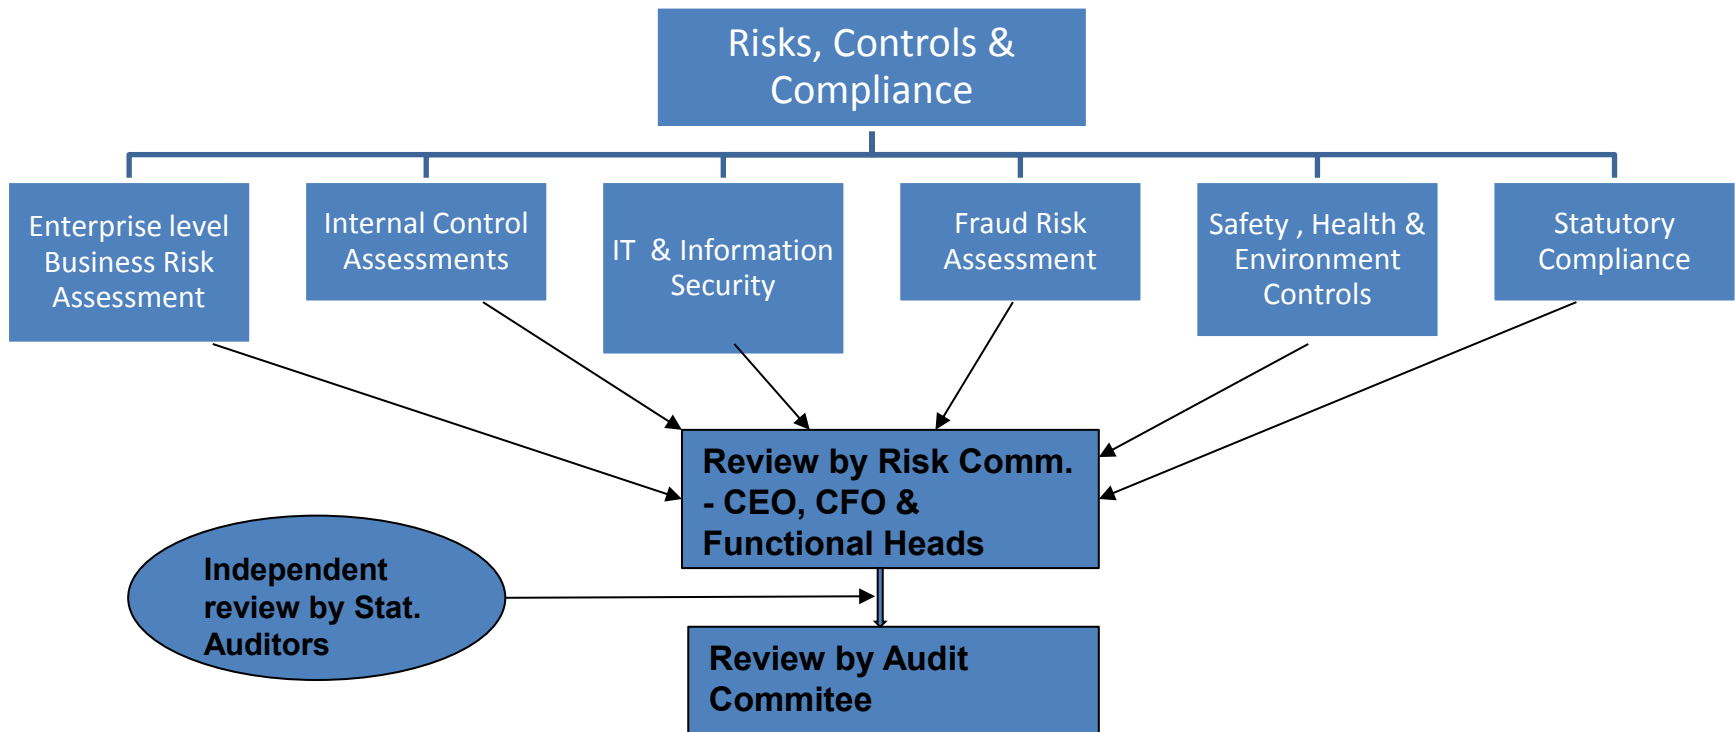 Risks, Controls &
Compliance
Enterprise level
Business Risk
Assessment
Internal Control
Assessments
IT & Information
Security
Fraud Risk
Assessment
Safety , Health &
Environment
Controls
Statutory
Compliance
Review by Risk Comm.
- CEO, CFO &
Functional Heads
Independent
review by Stat.
Auditors
Review by Audit
Commitee